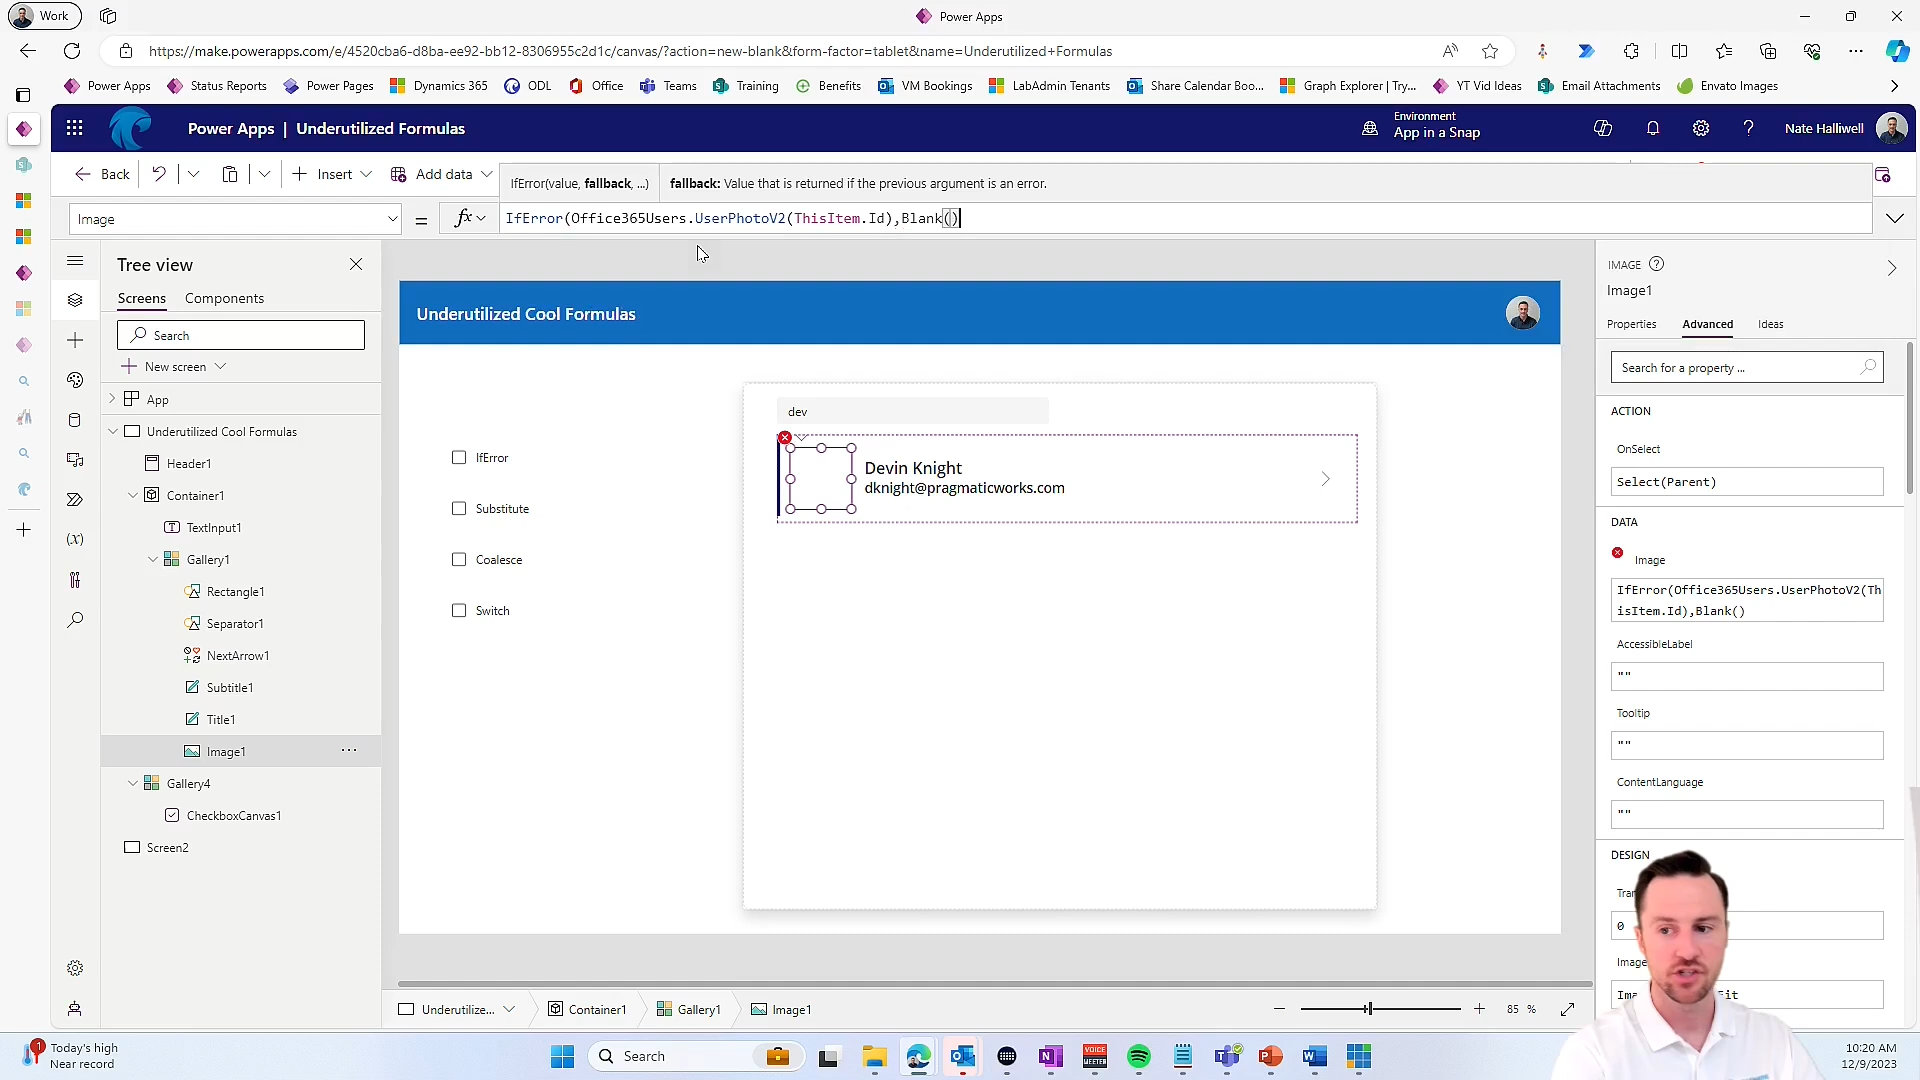 Work
Power Apps
https://make.powerapps.com/e/4520cba6-d8ba-ee92-bb12-8306955c2d1c/canvas/?action=new-blank&form-factor=tablet&name=Underutilized+Formulas
Power Apps Status Reports Power Pages Dynamics 365 ODL Office Teams Training Benefits VM Bookings LabAdmin Tenants Share Calendar Boo... Graph Explorer | Try... YT Vid Ideas Email Attachments Envato Images
Power Apps | Underutilized Formulas
Environment
App in a Snap
Nate Halliwell
Back Insert Add data
IfError(value, fallback, ...) fallback: Value that is returned if the previous argument is an error.
Image = fx IfError(Office365Users.UserPhotoV2(ThisItem.Id),Blank()
Tree view
Screens Components
Search
New screen
App
Underutilized Cool Formulas
Header1
Container1
TextInput1
Gallery1
Rectangle1
Separator1
NextArrow1
Subtitle1
Title1
Image1
Gallery4
CheckboxCanvas1
Screen2
Underutilized Cool Formulas
IfError
Substitute
Coalesce
Switch
dev
Devin Knight
dknight@pragmaticworks.com
IMAGE
Image1
Properties Advanced Ideas
Search for a property ...
ACTION
OnSelect
Select(Parent)
DATA
Image
IfError(Office365Users.UserPhotoV2(Th
isItem.Id),Blank()
AccessibleLabel
""
Tooltip
""
ContentLanguage
""
DESIGN
0
Image
Underutilize... Container1 Gallery1 Image1
85 %
1
Today's high
Near record
Search
VOICE
MEETER
10:20 AM
12/9/2023